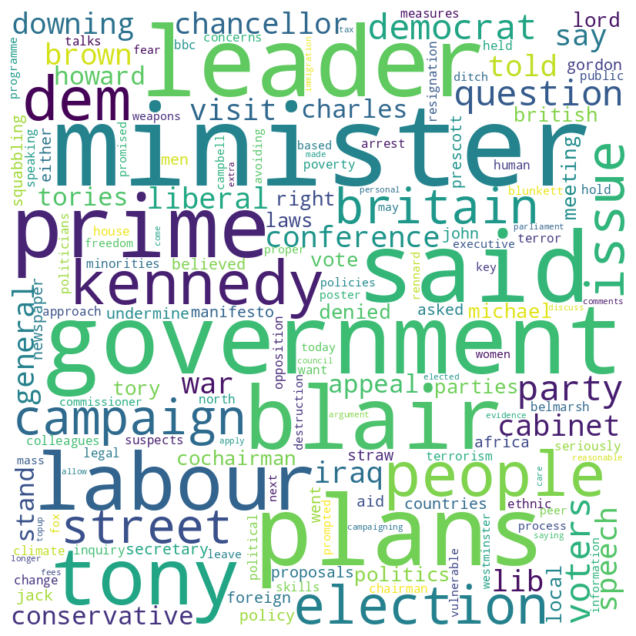 downing
chancellor
measures
lord
talks
fear
bbc
concerns
tax
leader
immigration
democrat
held
say
programme
brown
told
gordon
howard
resignation
ditch
public
dem
weapons
question
visit
charles
british
squabbling
speaking
either
minister
promised
men
campbell
extra
avoiding
based
made
poverty
arrest
prescott
human
blunkett
meeting
hold
issue
tories
liberal
right
personal
may
britain
parliament
prime
politicians
house
freedom
come
laws
proper
conference
john
executive
terror
minorities
believed
vote
policies
rennard
key
comments
general
newspaper
approach
kennedy
poster
said
discuss
undermine
manifesto
denied
asked
michael
opposition
today
council
want
elected
women
government
tory
war
destruction
appeal
parties
party
campaign
commissioner
north
blair
argument
evidence
belmarsh
cabinet
colleagues
suspects
straw
africa
seriously
stand
mass
legal
apply
cochairman
terrorism
reasonable
labour
next
iraq
went
people
care
allow
topup
fox
aid
countries
ethnic
peer
voters
speech
street
prompted
plans
campaigning
process
saying
climate
inquiry
secretary
political
proposals
politics
chairman
vulnerable
westminster
lib
local
information
longer
fees
change
jack
tony
leave
skills
foreign
policy
election
conservative